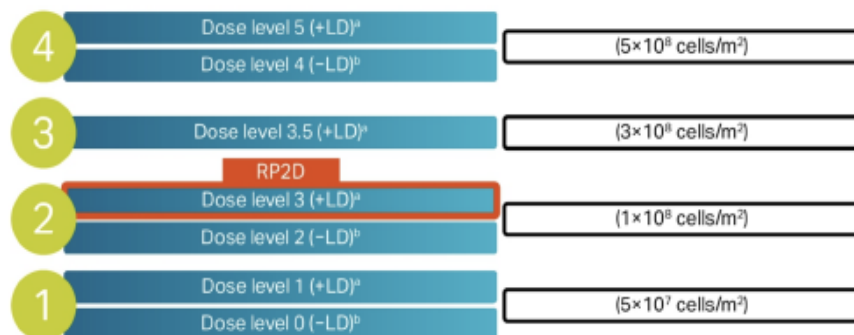 4
Dose level 5 (+LD)ᵃ
Dose level 4 (−LD)ᵇ
(5×10⁸ cells/m²)
3
Dose level 3.5 (+LD)ᵃ
(3×10⁸ cells/m²)
RP2D
2
Dose level 3 (+LD)ᵃ
Dose level 2 (−LD)ᵇ
(1×10⁸ cells/m²)
1
Dose level 1 (+LD)ᵃ
Dose level 0 (−LD)ᵇ
(5×10⁷ cells/m²)